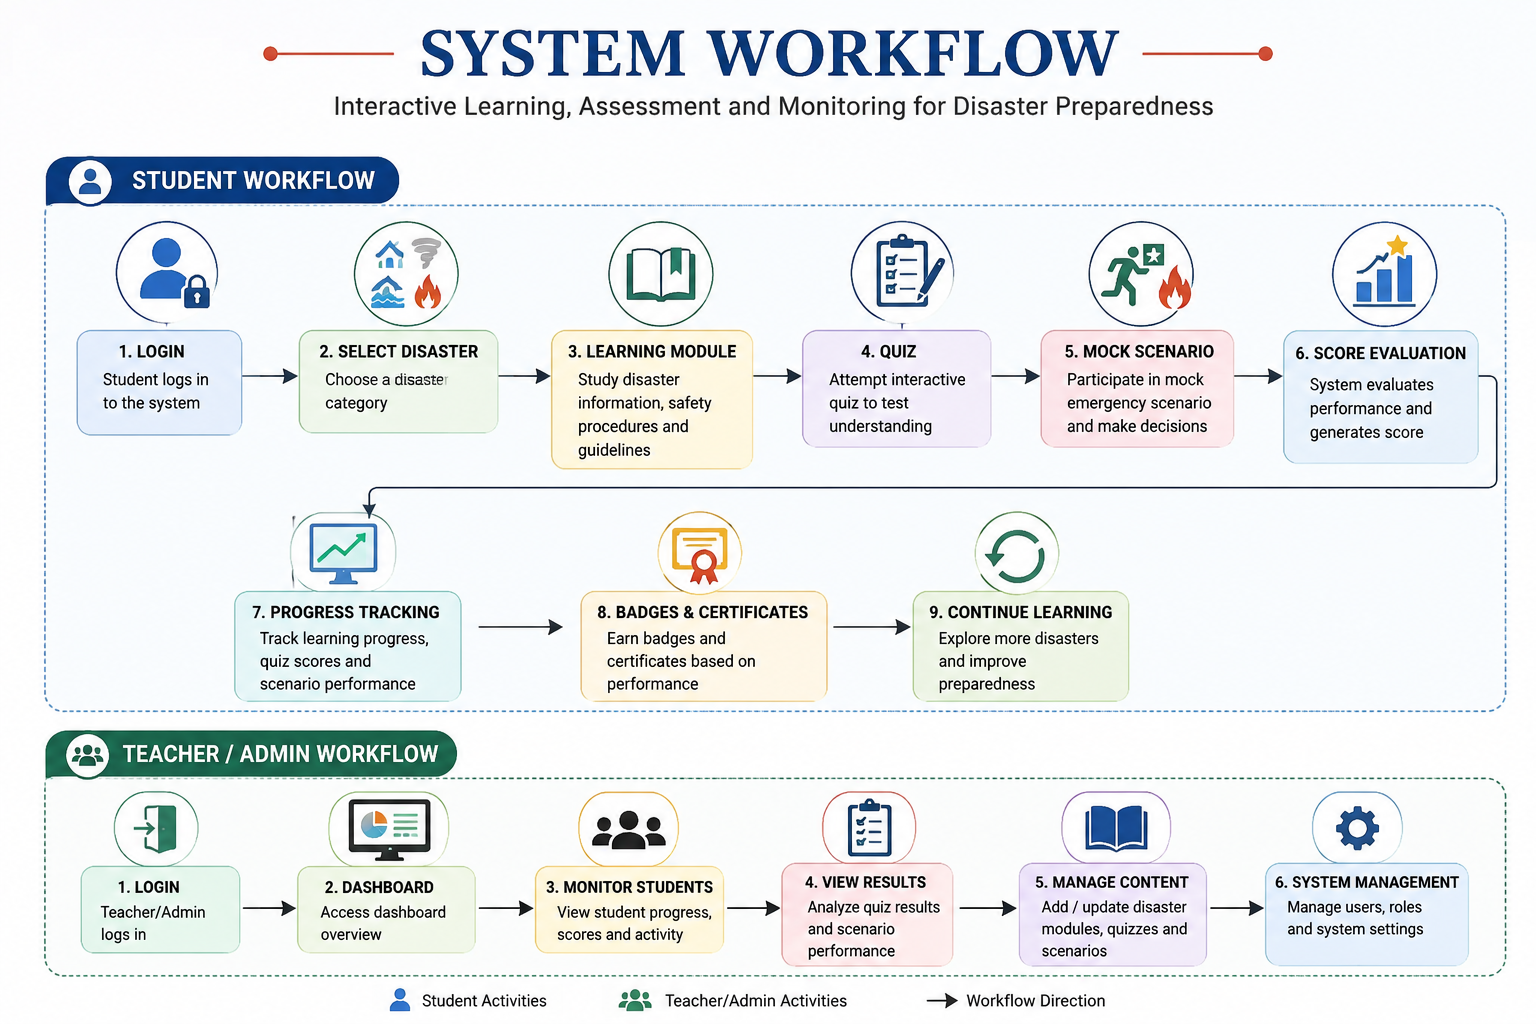 SYSTEM WORKFLOW
Interactive Learning, Assessment and Monitoring for Disaster Preparedness
STUDENT WORKFLOW
1. LOGIN
Student logs in
to the system
2. SELECT DISASTER
Choose a disaster
category
3. LEARNING MODULE
Study disaster
information, safety
procedures and
guidelines
4. QUIZ
Attempt interactive
quiz to test
understanding
5. MOCK SCENARIO
Participate in mock
emergency scenario
and make decisions
6. SCORE EVALUATION
System evaluates
performance and
generates score
7. PROGRESS TRACKING
Track learning progress,
quiz scores and
scenario performance
8. BADGES & CERTIFICATES
Earn badges and
certificates based on
performance
9. CONTINUE LEARNING
Explore more disasters
and improve
preparedness
TEACHER / ADMIN WORKFLOW
1. LOGIN
Teacher/Admin
logs in
2. DASHBOARD
Access dashboard
overview
3. MONITOR STUDENTS
View student progress,
scores and activity
4. VIEW RESULTS
Analyze quiz results
and scenario
performance
5. MANAGE CONTENT
Add / update disaster
modules, quizzes and
scenarios
6. SYSTEM MANAGEMENT
Manage users, roles
and system settings
Student Activities
Teacher/Admin Activities
Workflow Direction